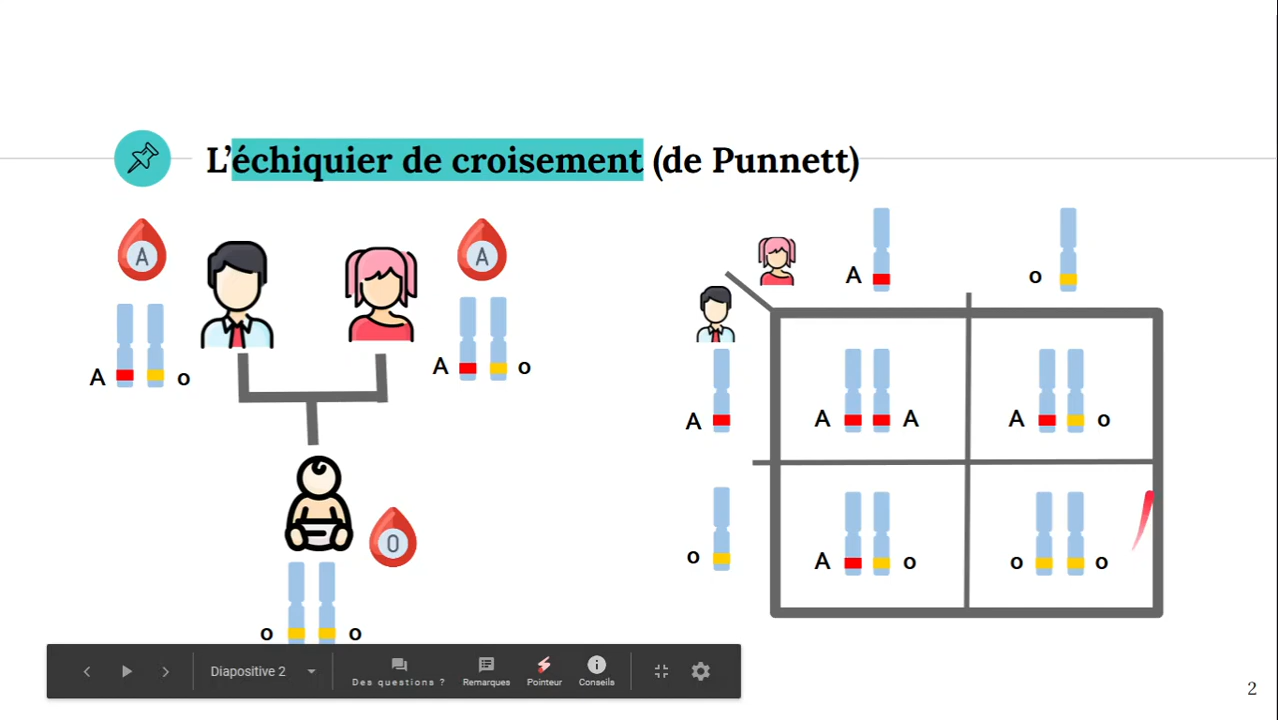 L'échiquier de croisement (de Punnett)
A
A
A o
A o
O
o o
A o
A
A A
A o
o
A o
o o
Diapositive 2
Des questions ?
Remarques
Pointeur
Conseils
2